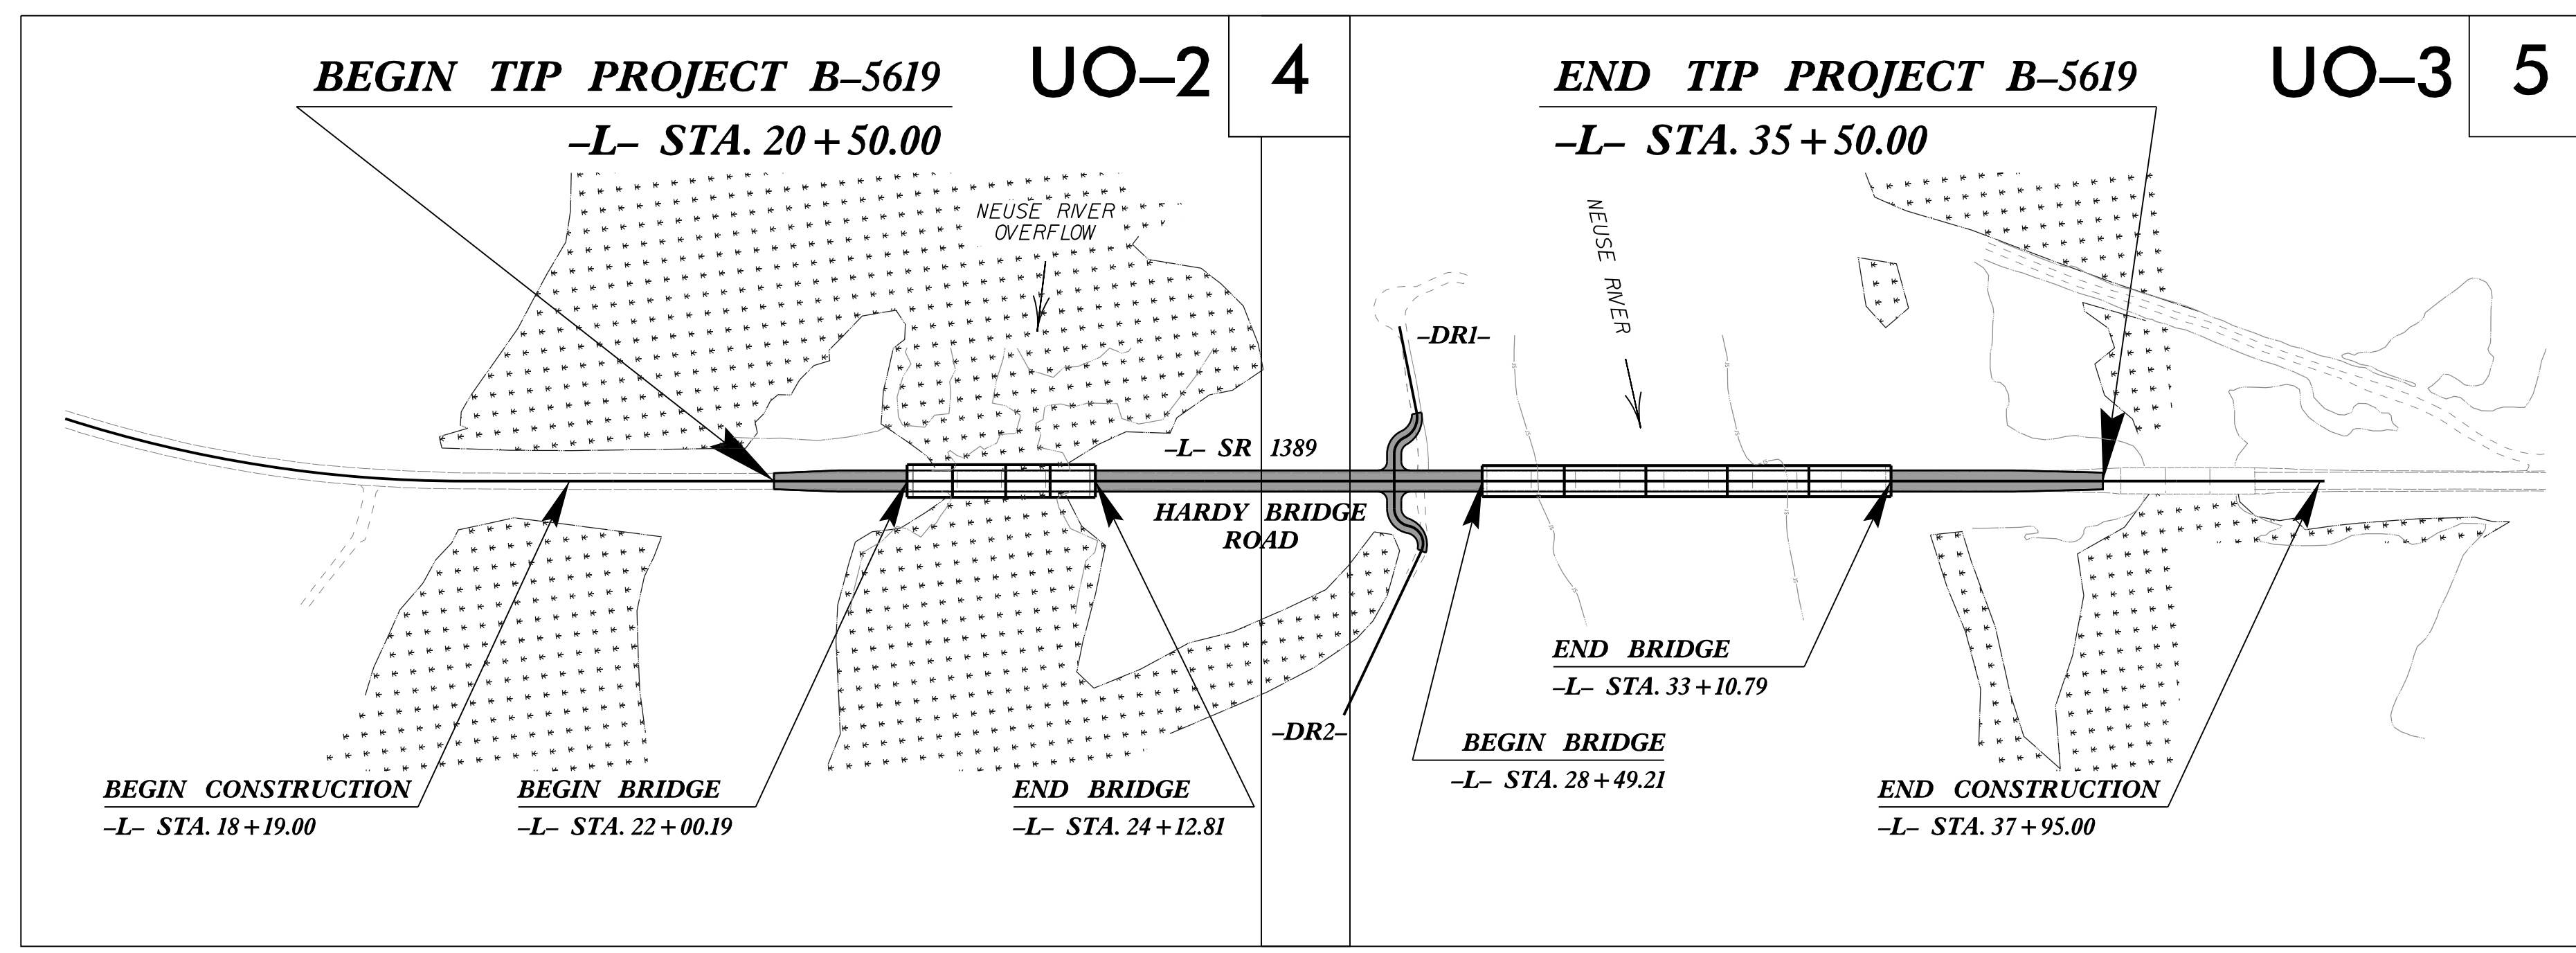 BEGIN TIP PROJECT B–5619
–L– STA. 20+50.00
UO–2
4
END TIP PROJECT B–5619
–L– STA. 35+50.00
UO–3
5
NEUSE RIVER
OVERFLOW
NEUSE RIVER
–DR1–
–L– SR 1389
HARDY BRIDGE
ROAD
–DR2–
END BRIDGE
–L– STA. 33+10.79
BEGIN BRIDGE
–L– STA. 28+49.21
BEGIN CONSTRUCTION
–L– STA. 18+19.00
BEGIN BRIDGE
–L– STA. 22+00.19
END BRIDGE
–L– STA. 24+12.81
END CONSTRUCTION
–L– STA. 37+95.00